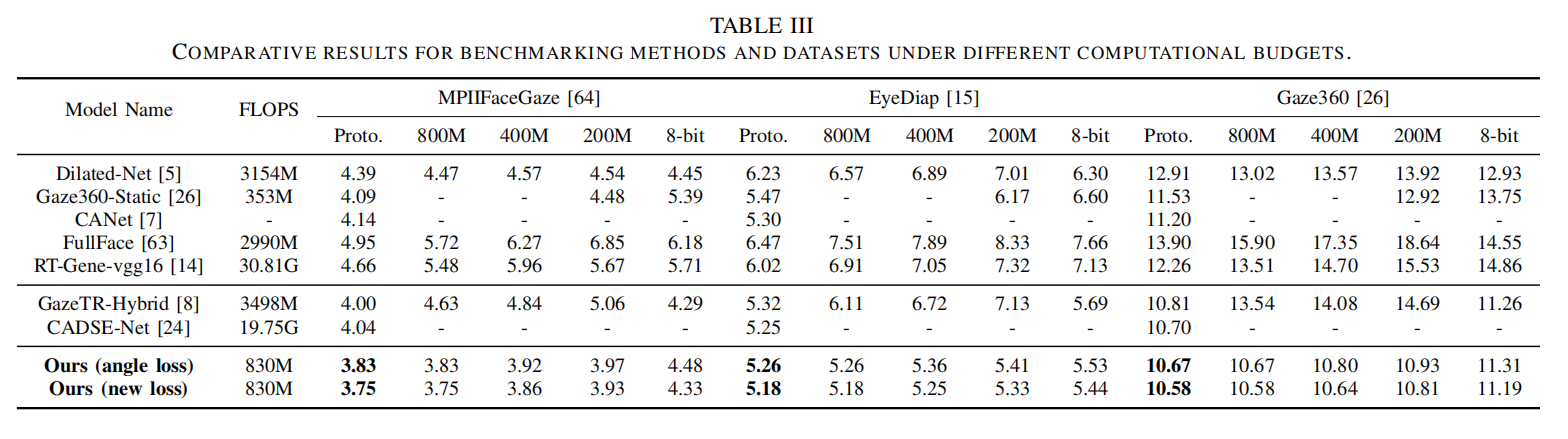 TABLE III
COMPARATIVE RESULTS FOR BENCHMARKING METHODS AND DATASETS UNDER DIFFERENT COMPUTATIONAL BUDGETS.
Model Name FLOPS MPIIFaceGaze [64] EyeDiap [15] Gaze360 [26]
Proto. 800M 400M 200M 8-bit Proto. 800M 400M 200M 8-bit Proto. 800M 400M 200M 8-bit
Dilated-Net [5] 3154M 4.39 4.47 4.57 4.54 4.45 6.23 6.57 6.89 7.01 6.30 12.91 13.02 13.57 13.92 12.93
Gaze360-Static [26] 353M 4.09 - - 4.48 5.39 5.47 - - 6.17 6.60 11.53 - - 12.92 13.75
CANet [7] - 4.14 - - - - 5.30 - - - - 11.20 - - - -
FullFace [63] 2990M 4.95 5.72 6.27 6.85 6.18 6.47 7.51 7.89 8.33 7.66 13.90 15.90 17.35 18.64 14.55
RT-Gene-vgg16 [14] 30.81G 4.66 5.48 5.96 5.67 5.71 6.02 6.91 7.05 7.32 7.13 12.26 13.51 14.70 15.53 14.86
GazeTR-Hybrid [8] 3498M 4.00 4.63 4.84 5.06 4.29 5.32 6.11 6.72 7.13 5.69 10.81 13.54 14.08 14.69 11.26
CADSE-Net [24] 19.75G 4.04 - - - - 5.25 - - - - 10.70 - - - -
Ours (angle loss) 830M 3.83 3.83 3.92 3.97 4.48 5.26 5.26 5.36 5.41 5.53 10.67 10.67 10.80 10.93 11.31
Ours (new loss) 830M 3.75 3.75 3.86 3.93 4.33 5.18 5.18 5.25 5.33 5.44 10.58 10.58 10.64 10.81 11.19